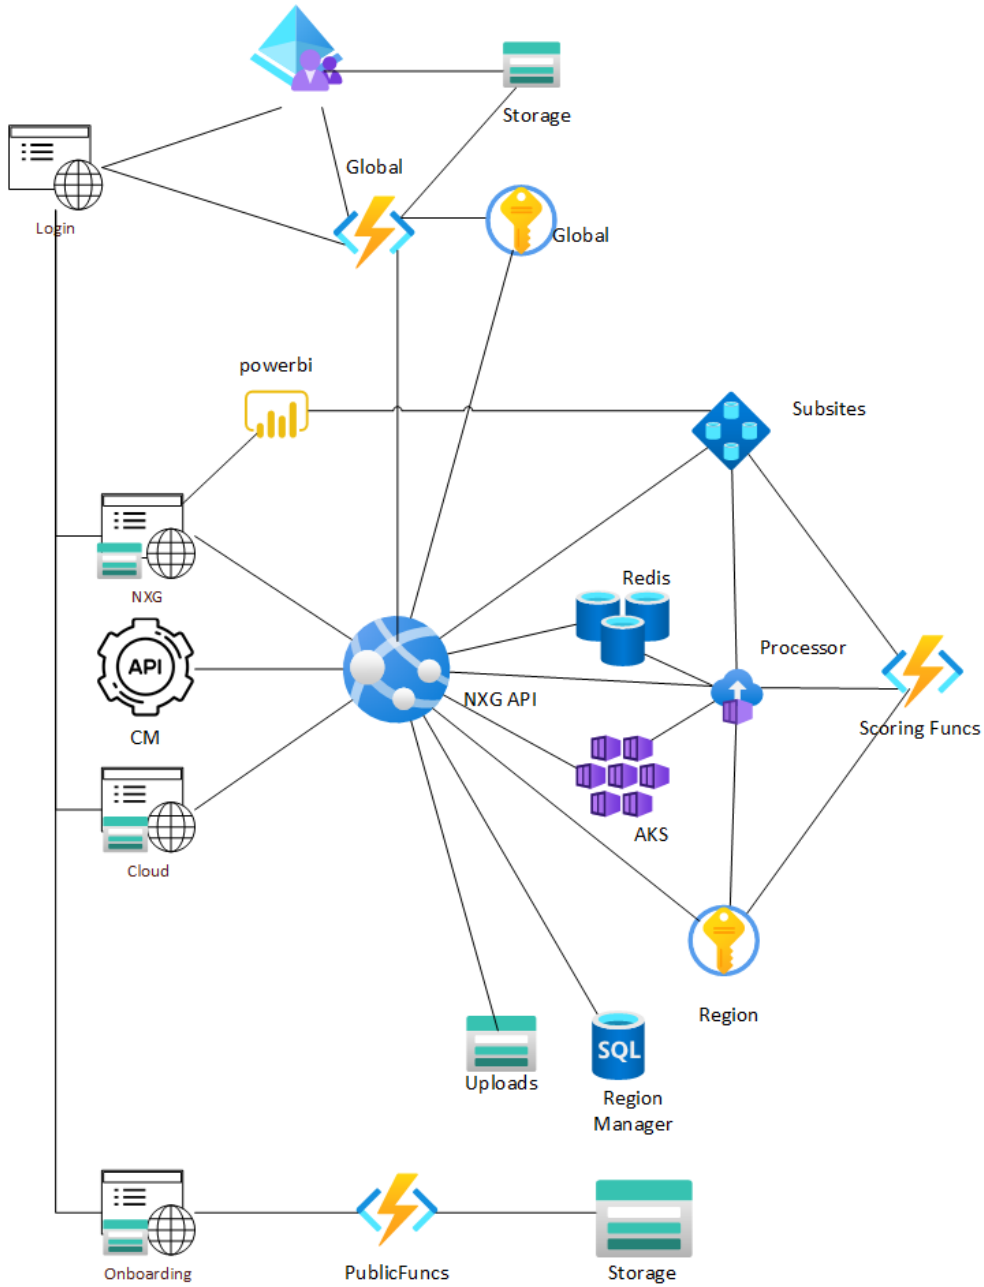 Storage
Global
Login
Global
powerbi
Subsites
Redis
NXG
API
Processor
NXG API
CM
Scoring Funcs
AKS
Cloud
Region
SQL
Uploads
Region
Manager
Onboarding
PublicFuncs
Storage